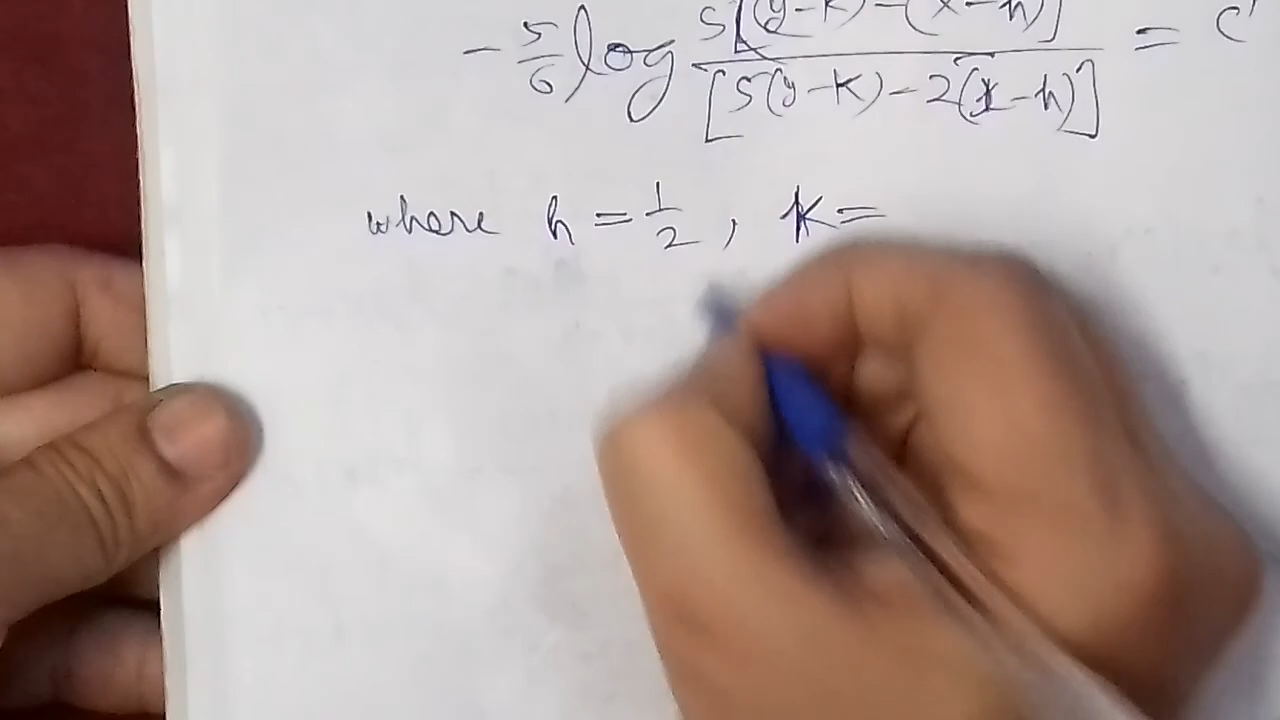 - 5/6 log 5[(y-k)-(x-h)] / [5(y-k)-2(x-h)] = c'
where h = 1/2, k =